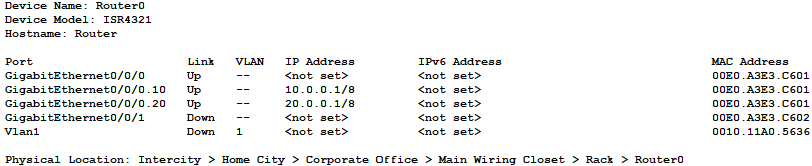 Device Name: Router0
Device Model: ISR4321
Hostname: Router

Port Link VLAN IP Address IPv6 Address MAC Address
GigabitEthernet0/0/0 Up -- <not set> <not set> 00E0.A3E3.C601
GigabitEthernet0/0/0.10 Up -- 10.0.0.1/8 <not set> 00E0.A3E3.C601
GigabitEthernet0/0/0.20 Up -- 20.0.0.1/8 <not set> 00E0.A3E3.C601
GigabitEthernet0/0/1 Down -- <not set> <not set> 00E0.A3E3.C602
Vlan1 Down 1 <not set> <not set> 0010.11A0.5636

Physical Location: Intercity > Home City > Corporate Office > Main Wiring Closet > Rack > Router0